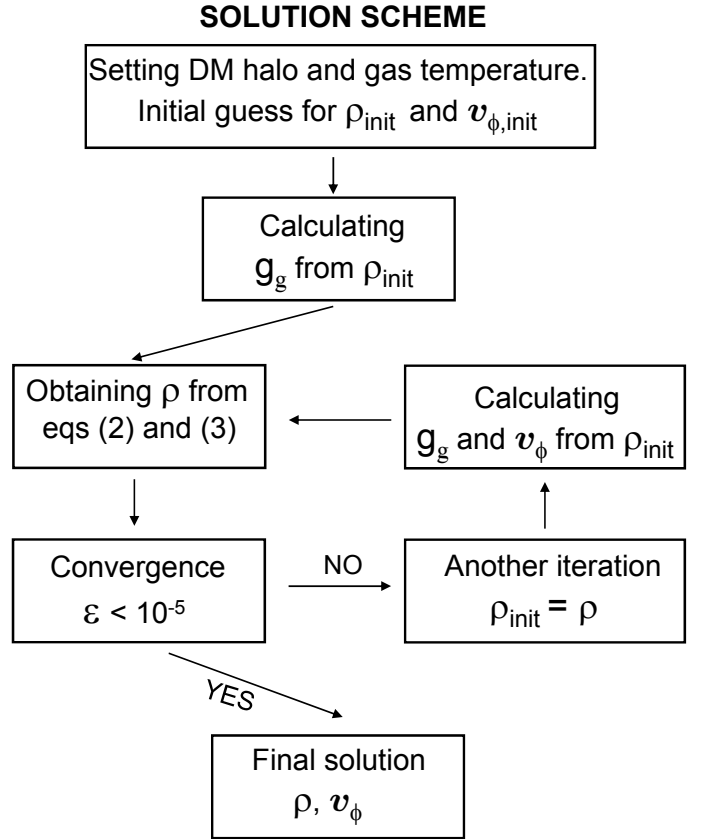 SOLUTION SCHEME
Setting DM halo and gas temperature.
Initial guess for ρinit and vϕ,init
Calculating
gg from ρinit
Obtaining ρ from
eqs (2) and (3)
Calculating
gg and vϕ from ρinit
Convergence
ε < 10-5
NO
Another iteration
ρinit = ρ
YES
Final solution
ρ, vϕ